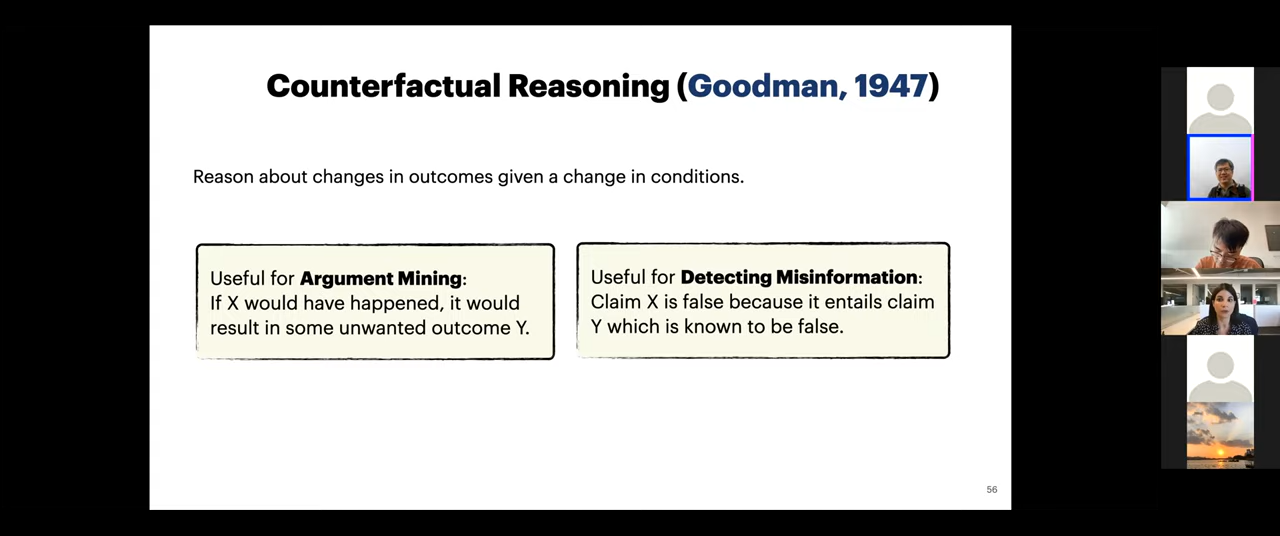 Counterfactual Reasoning (Goodman, 1947)
Reason about changes in outcomes given a change in conditions.
Useful for Argument Mining:
If X would have happened, it would
result in some unwanted outcome Y.
Useful for Detecting Misinformation:
Claim X is false because it entails claim
Y which is known to be false.
56